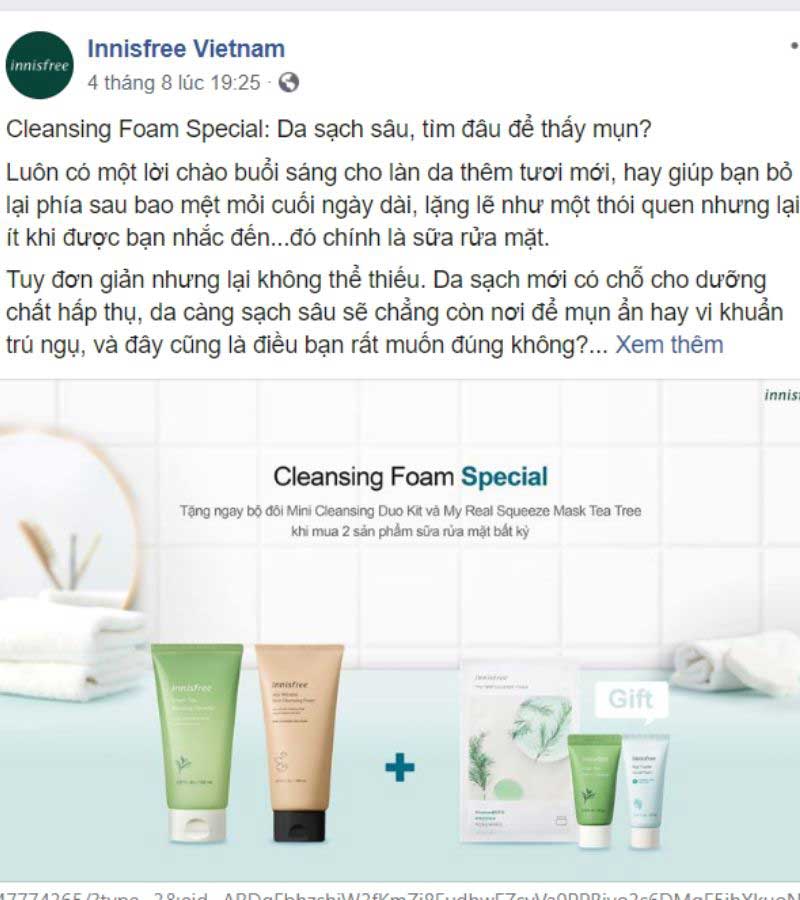 innisfree
Innisfree Vietnam
4 tháng 8 lúc 19:25 ·
Cleansing Foam Special: Da sạch sâu, tìm đâu để thấy mụn?
Luôn có một lời chào buổi sáng cho làn da thêm tươi mới, hay giúp bạn bỏ
lại phía sau bao mệt mỏi cuối ngày dài, lặng lẽ như một thói quen nhưng lại
ít khi được bạn nhắc đến...đó chính là sữa rửa mặt.
Tuy đơn giản nhưng lại không thể thiếu. Da sạch mới có chỗ cho dưỡng
chất hấp thụ, da càng sạch sâu sẽ chẳng còn nơi để mụn ẩn hay vi khuẩn
trú ngụ, và đây cũng là điều bạn rất muốn đúng không?... Xem thêm
innis
Cleansing Foam Special
Tặng ngay bộ đôi Mini Cleansing Duo Kit và My Real Squeeze Mask Tea Tree
khi mua 2 sản phẩm sữa rửa mặt bất kỳ
innisfree
innisfree
innisfree
Gift
innisfree
innisfree